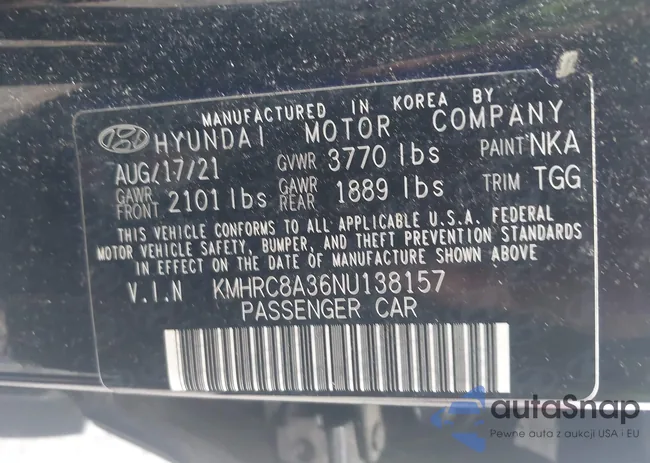 MANUFACTURED IN KOREA BY
HYUNDAI MOTOR COMPANY
AUG/17/21 GVWR 3770 lbs PAINT NKA
GAWR FRONT 2101 lbs GAWR REAR 1889 lbs TRIM TGG
THIS VEHICLE CONFORMS TO ALL APPLICABLE U.S.A. FEDERAL
MOTOR VEHICLE SAFETY, BUMPER, AND THEFT PREVENTION STANDARDS
IN EFFECT ON THE DATE OF MANUFACTURE SHOWN ABOVE
V.I.N KMHRC8A36NU138157
PASSENGER CAR
autaSnap
Pewne auta z aukcji USA i EU